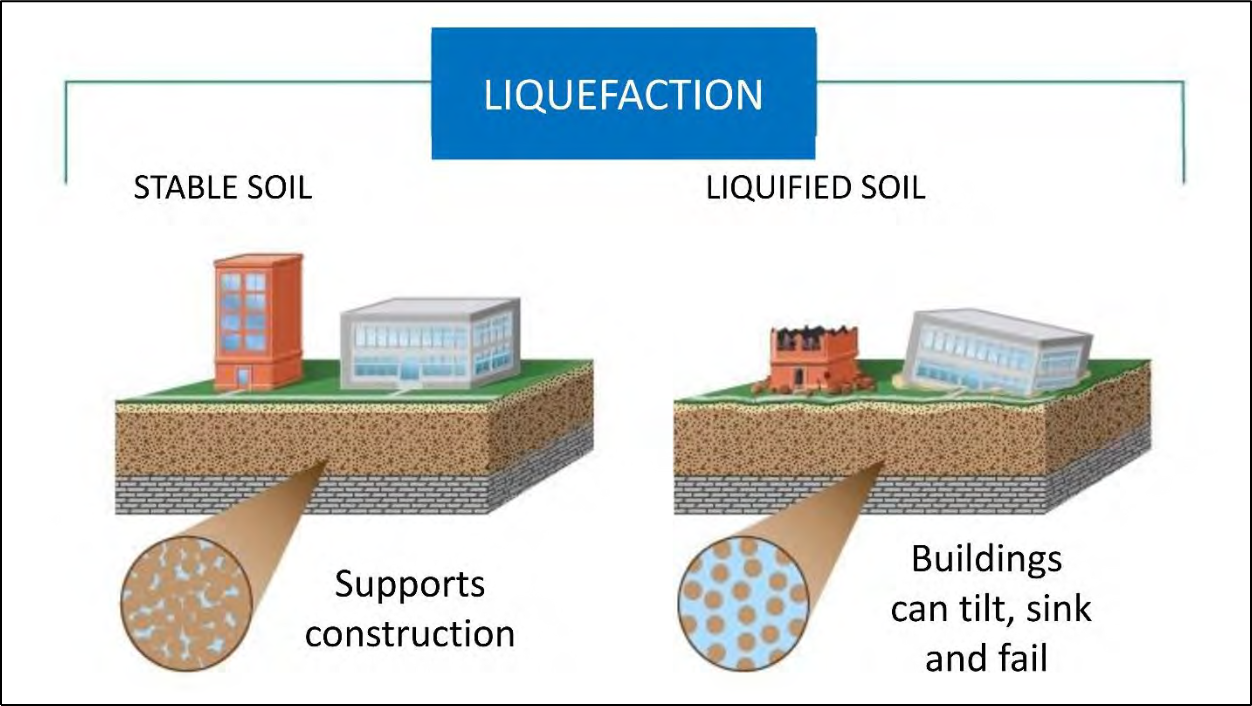 LIQUEFACTION
STABLE SOIL
LIQUIFIED SOIL
Supports
construction
Buildings
can tilt, sink
and fail